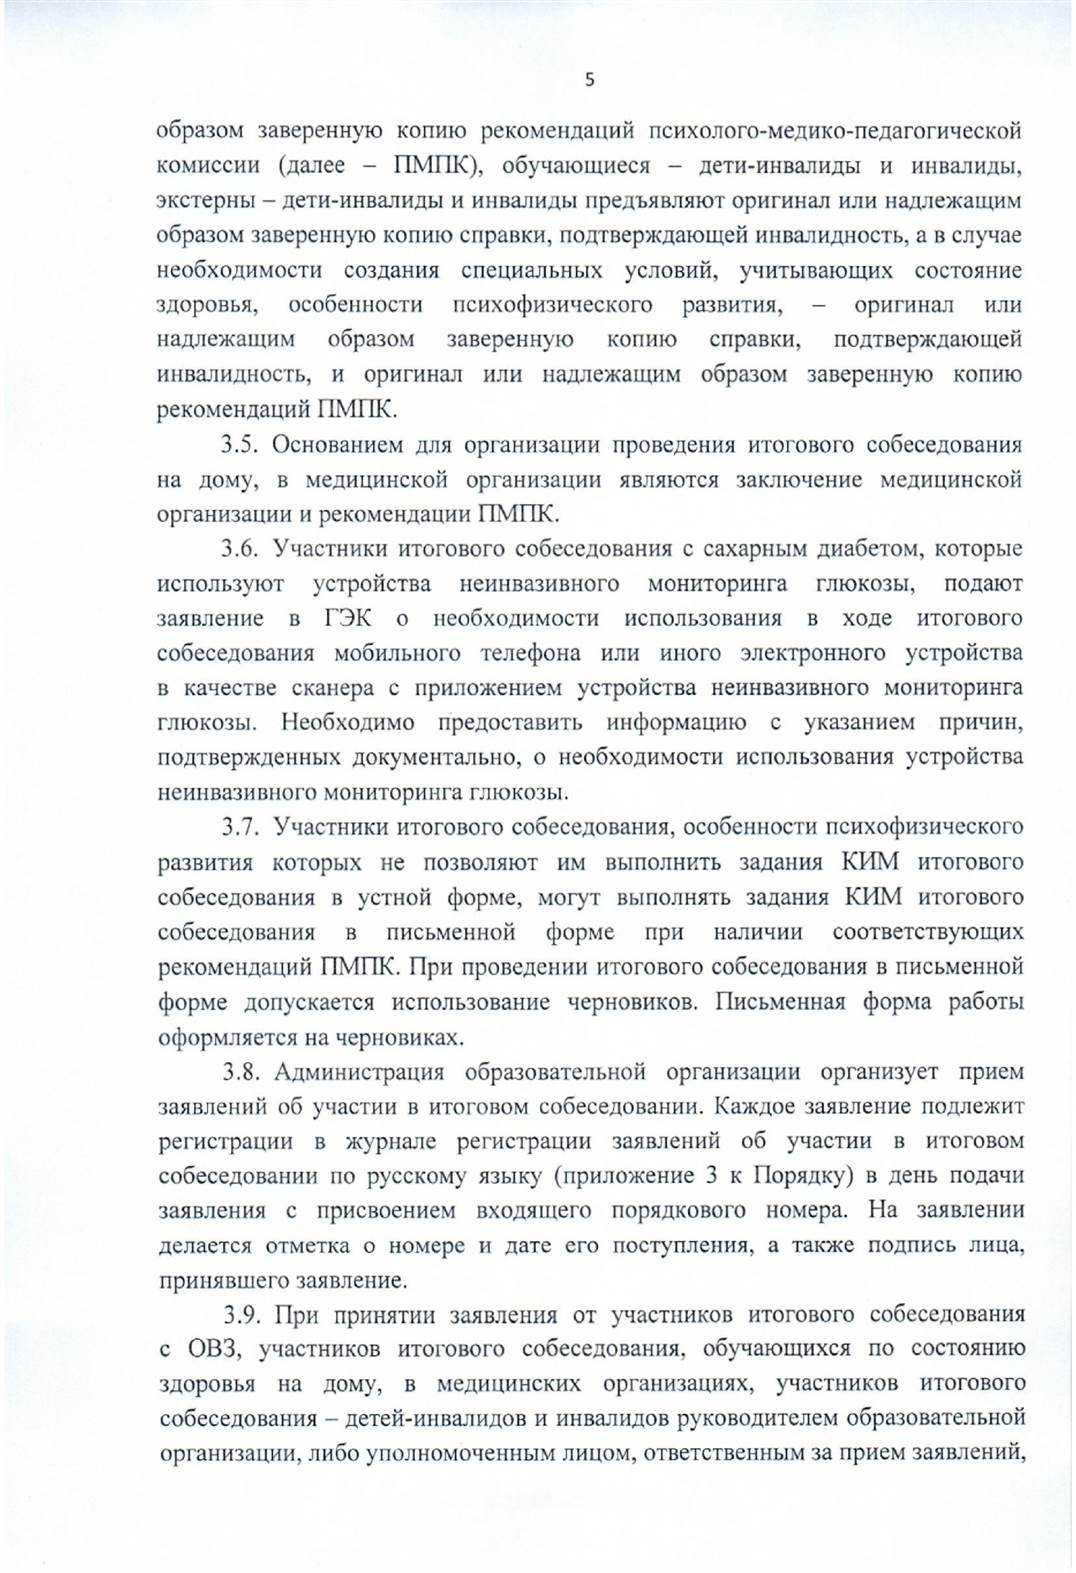 5
образом заверенную копию рекомендаций психолого-медико-педагогической
комиссии (далее – ПМПК), обучающиеся – дети-инвалиды и инвалиды,
экстерны – дети-инвалиды и инвалиды предъявляют оригинал или надлежащим
образом заверенную копию справки, подтверждающей инвалидность, а в случае
необходимости создания специальных условий, учитывающих состояние
здоровья, особенности психофизического развития, – оригинал или
надлежащим образом заверенную копию справки, подтверждающей
инвалидность, и оригинал или надлежащим образом заверенную копию
рекомендаций ПМПК.
3.5. Основанием для организации проведения итогового собеседования
на дому, в медицинской организации являются заключение медицинской
организации и рекомендации ПМПК.
3.6. Участники итогового собеседования с сахарным диабетом, которые
используют устройства неинвазивного мониторинга глюкозы, подают
заявление в ГЭК о необходимости использования в ходе итогового
собеседования мобильного телефона или иного электронного устройства
в качестве сканера с приложением устройства неинвазивного мониторинга
глюкозы. Необходимо предоставить информацию с указанием причин,
подтвержденных документально, о необходимости использования устройства
неинвазивного мониторинга глюкозы.
3.7. Участники итогового собеседования, особенности психофизического
развития которых не позволяют им выполнить задания КИМ итогового
собеседования в устной форме, могут выполнять задания КИМ итогового
собеседования в письменной форме при наличии соответствующих
рекомендаций ПМПК. При проведении итогового собеседования в письменной
форме допускается использование черновиков. Письменная форма работы
оформляется на черновиках.
3.8. Администрация образовательной организации организует прием
заявлений об участии в итоговом собеседовании. Каждое заявление подлежит
регистрации в журнале регистрации заявлений об участии в итоговом
собеседовании по русскому языку (приложение 3 к Порядку) в день подачи
заявления с присвоением входящего порядкового номера. На заявлении
делается отметка о номере и дате его поступления, а также подпись лица,
принявшего заявление.
3.9. При принятии заявления от участников итогового собеседования
с ОВЗ, участников итогового собеседования, обучающихся по состоянию
здоровья на дому, в медицинских организациях, участников итогового
собеседования – детей-инвалидов и инвалидов руководителем образовательной
организации, либо уполномоченным лицом, ответственным за прием заявлений,